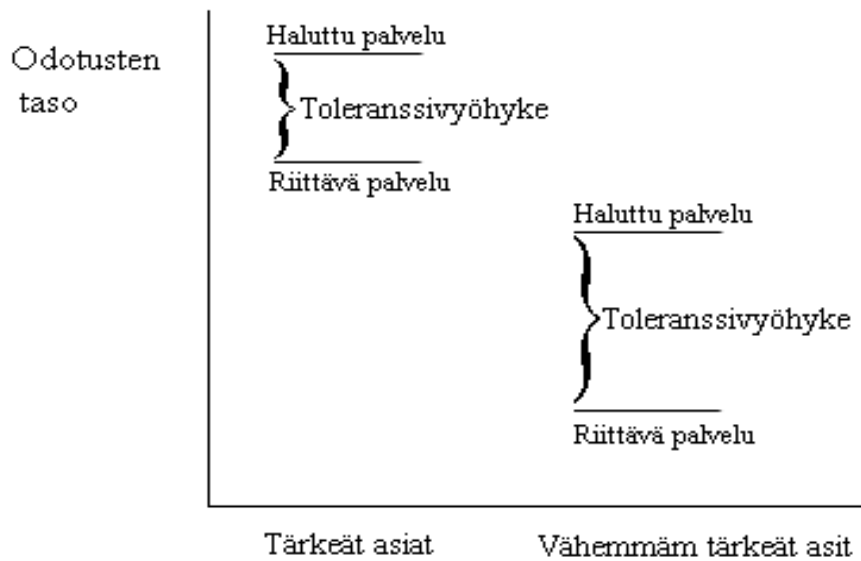 Odotusten
taso
Haluttu palvelu
Toleranssivyöhyke
Riittävä palvelu
Haluttu palvelu
Toleranssivyöhyke
Riittävä palvelu
Tärkeät asiat
Vähemmäm tärkeät asit